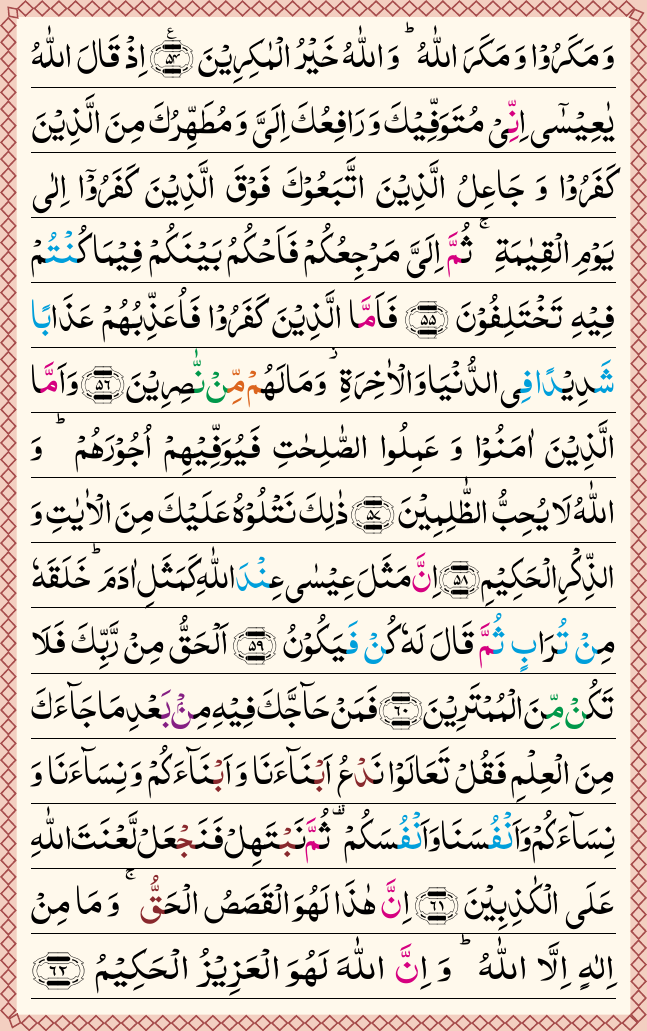 وَ مَكَرُوْا وَ مَكَرَ اللّٰهُ ؕ وَ اللّٰهُ خَیْرُ الْمٰكِرِیْنَ ۧ ﴿۵۴﴾ اِذْ قَالَ اللّٰهُ
یٰعِیْسٰۤی اِنِّیْ مُتَوَفِّیْكَ وَ رَافِعُكَ اِلَیَّ وَ مُطَهِّرُكَ مِنَ الَّذِیْنَ
كَفَرُوْا وَ جَاعِلُ الَّذِیْنَ اتَّبَعُوْكَ فَوْقَ الَّذِیْنَ كَفَرُوْۤا اِلٰی
یَوْمِ الْقِیٰمَةِ ۚ ثُمَّ اِلَیَّ مَرْجِعُكُمْ فَاَحْكُمُ بَیْنَكُمْ فِیْمَا كُنْتُمْ
فِیْهِ تَخْتَلِفُوْنَ ﴿۵۵﴾ فَاَمَّا الَّذِیْنَ كَفَرُوْا فَاُعَذِّبُهُمْ عَذَابًا
شَدِیْدًا فِی الدُّنْیَا وَ الْاٰخِرَةِ ؗ وَ مَا لَهُمْ مِّنْ نّٰصِرِیْنَ ﴿۵۶﴾ وَ اَمَّا
الَّذِیْنَ اٰمَنُوْا وَ عَمِلُوا الصّٰلِحٰتِ فَیُوَفِّیْهِمْ اُجُوْرَهُمْ ؕ وَ
اللّٰهُ لَا یُحِبُّ الظّٰلِمِیْنَ ﴿۵۷﴾ ذٰلِكَ نَتْلُوْهُ عَلَیْكَ مِنَ الْاٰیٰتِ وَ
الذِّكْرِ الْحَكِیْمِ ﴿۵۸﴾ اِنَّ مَثَلَ عِیْسٰی عِنْدَ اللّٰهِ كَمَثَلِ اٰدَمَ ؕ خَلَقَهٗ
مِنْ تُرَابٍ ثُمَّ قَالَ لَهٗ كُنْ فَیَكُوْنُ ﴿۵۹﴾ اَلْحَقُّ مِنْ رَّبِّكَ فَلَا
تَكُنْ مِّنَ الْمُمْتَرِیْنَ ﴿۶۰﴾ فَمَنْ حَآجَّكَ فِیْهِ مِنْۢ بَعْدِ مَا جَآءَكَ
مِنَ الْعِلْمِ فَقُلْ تَعَالَوْا نَدْعُ اَبْنَآءَنَا وَ اَبْنَآءَكُمْ وَ نِسَآءَنَا وَ
نِسَآءَكُمْ وَ اَنْفُسَنَا وَ اَنْفُسَكُمْ ۫ ثُمَّ نَبْتَهِلْ فَنَجْعَلْ لَّعْنَتَ اللّٰهِ
عَلَی الْكٰذِبِیْنَ ﴿۶۱﴾ اِنَّ هٰذَا لَهُوَ الْقَصَصُ الْحَقُّ ۚ وَ مَا مِنْ
اِلٰهٍ اِلَّا اللّٰهُ ؕ وَ اِنَّ اللّٰهَ لَهُوَ الْعَزِیْزُ الْحَكِیْمُ ﴿۶۲﴾